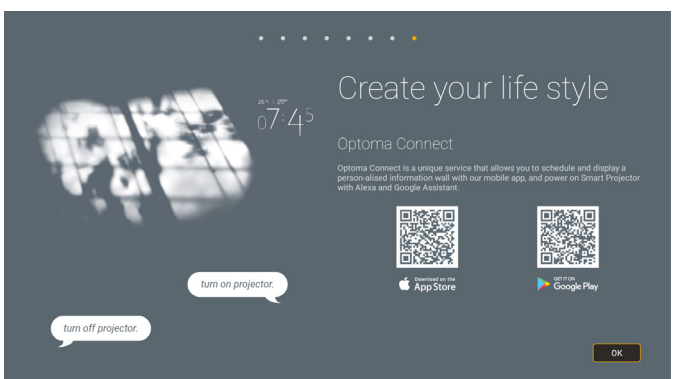 Create your life style
07:45
Optoma Connect
Optoma Connect is a unique service that allows you to schedule and display a
person-alised information wall with our mobile app, and power on Smart Projector
with Alexa and Google Assistant.
turn on projector.
Download on the
App Store
GET IT ON
Google Play
turn off projector.
OK